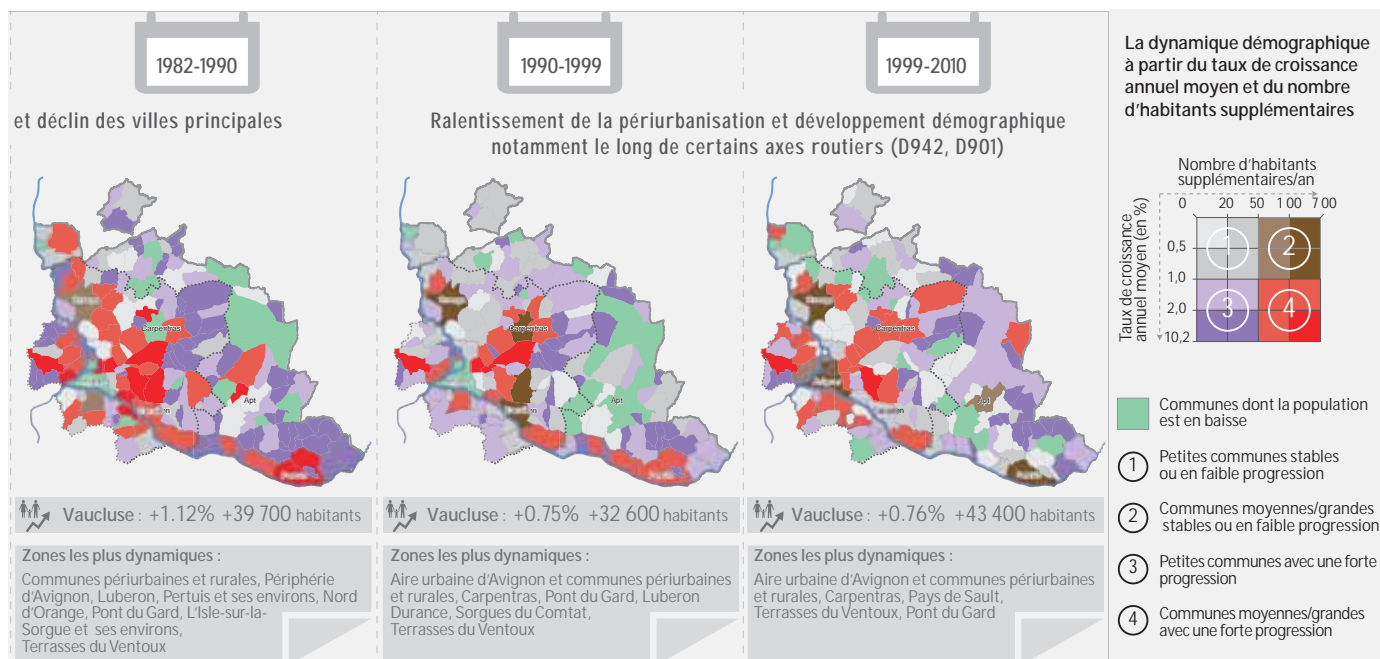 1982-1990
et déclin des villes principales
Carpentras
Apt
Vaucluse : +1.12% +39 700 habitants
Zones les plus dynamiques :
Communes périurbaines et rurales, Périphérie
d'Avignon, Luberon, Pertuis et ses environs, Nord
d'Orange, Pont du Gard, L'Isle-sur-la-
Sorgue et ses environs,
Terrasses du Ventoux
1990-1999
1999-2010
Ralentissement de la périurbanisation et développement démographique
notamment le long de certains axes routiers (D942, D901)
Carpentras
Apt
Vaucluse : +0.75% +32 600 habitants
Zones les plus dynamiques :
Aire urbaine d'Avignon et communes périurbaines
et rurales, Carpentras, Pont du Gard, Luberon
Durance, Sorgues du Comtat,
Terrasses du Ventoux
Carpentras
Apt
Vaucluse : +0.76% +43 400 habitants
Zones les plus dynamiques :
Aire urbaine d'Avignon et communes périurbaines
et rurales, Carpentras, Pays de Sault,
Terrasses du Ventoux, Pont du Gard
La dynamique démographique
à partir du taux de croissance
annuel moyen et du nombre
d'habitants supplémentaires
Nombre d'habitants
supplémentaires/an
0 20 50 100 700
Taux de croissance
annuel moyen (en %)
0,5
1,0
2,0
10,2
1 2
3 4
Communes dont la population
est en baisse
1 Petites communes stables
ou en faible progression
2 Communes moyennes/grandes
stables ou en faible progression
3 Petites communes avec une forte
progression
4 Communes moyennes/grandes
avec une forte progression